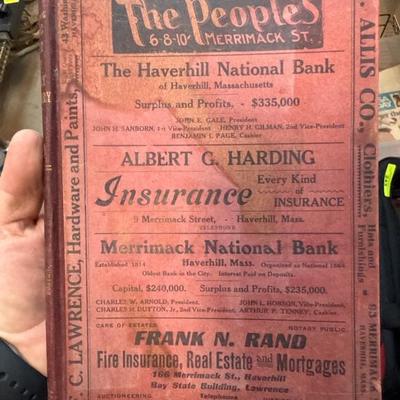 The Peoples
6-8-10 MERRIMACK ST.
The Haverhill National Bank
of Haverhill, Massachusetts
Surplus and Profits, - $335,000
JOHN E. GALE, President
JOHN H. SANBORN, 1st Vice-President HENRY H. GILMAN, 2nd Vice-President
BENJAMIN I. PAGE, Cashier
ALBERT G. HARDING
Insurance Every Kind of INSURANCE
9 Merrimack Street, - Haverhill, Mass.
TELEPHONE
Merrimack National Bank
Established 1814 Haverhill, Mass. Organized as National 1864
Oldest Bank in the City. Interest Paid on Deposits.
Capital, $240,000. Surplus and Profits, $235,000.
CHARLES W. ARNOLD, President JOHN L. HOBSON, Vice-President
CHARLES H. DUTTON, Jr., 2nd Vice-President ARTHUR P. TENNEY, Cashier
CARE OF ESTATES NOTARY PUBLIC
FRANK N. RAND
Fire Insurance, Real Estate and Mortgages
166 Merrimack St., Haverhill
Bay State Building, Lawrence
AUCTIONEERING Telephone
C. LAWRENCE, Hardware and Paints,
ALLIS CO., Clothiers, Hats and Furnishings
93 MERRIMACK
HAVERHILL, MASS.